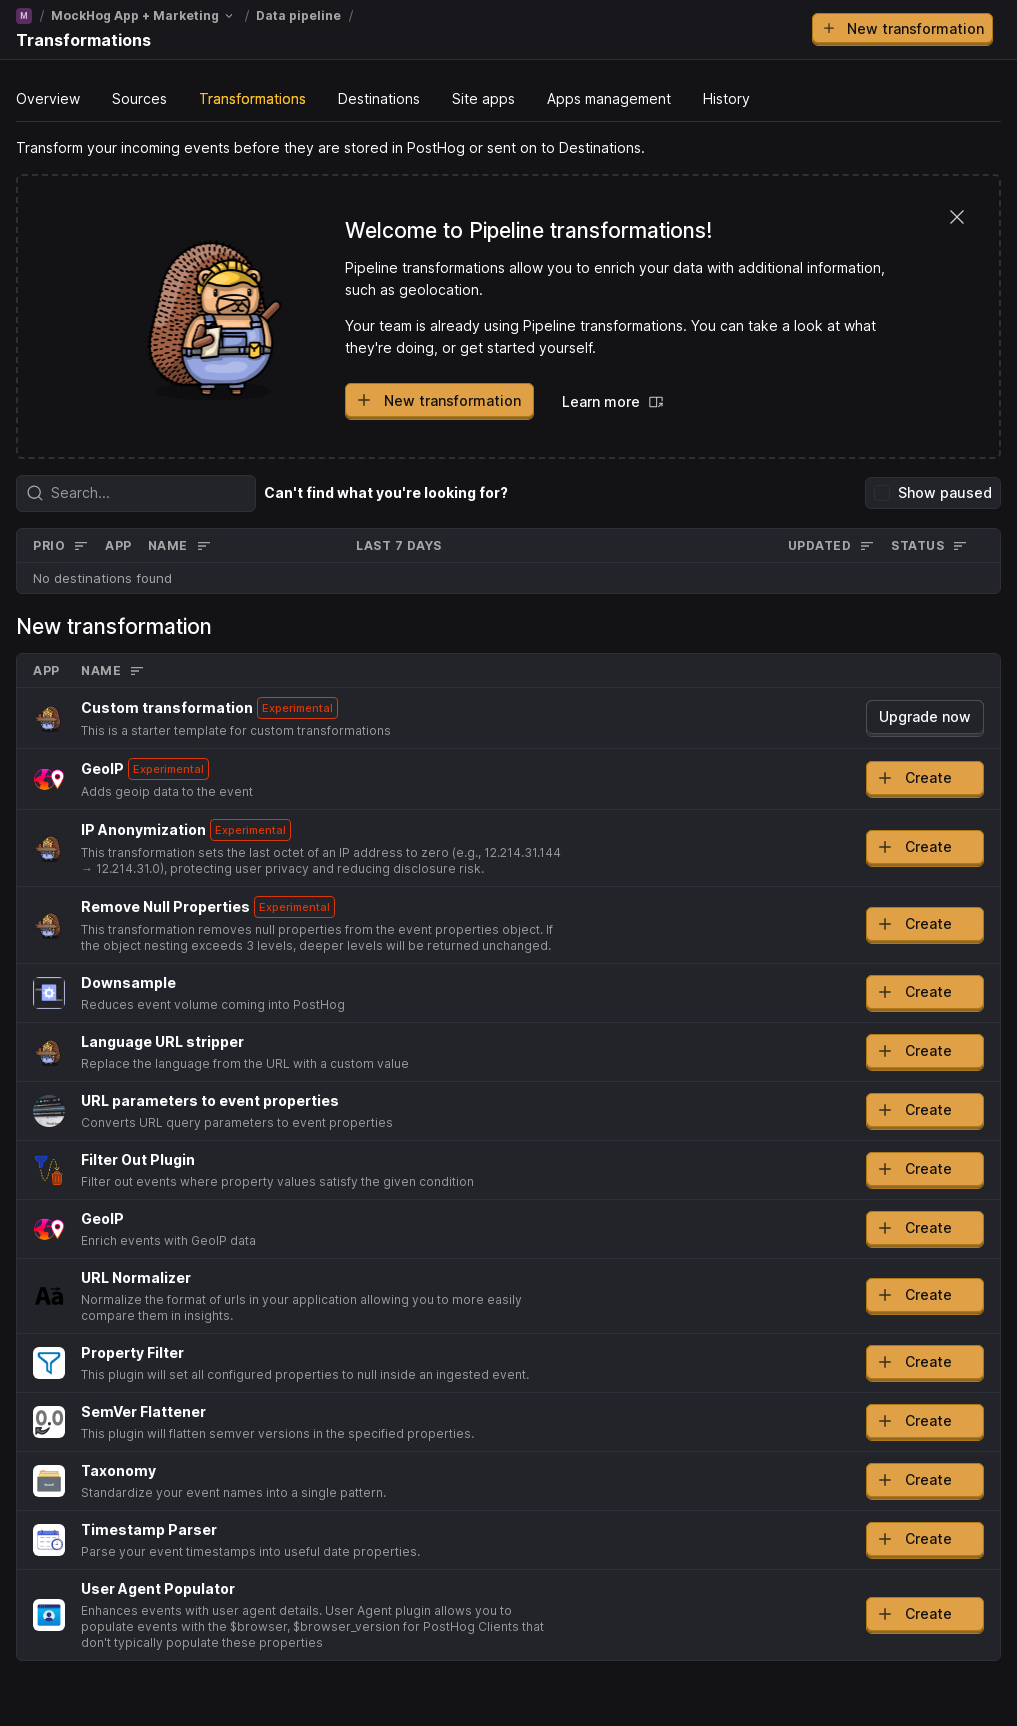 M / MockHog App + Marketing / Data pipeline /
Transformations
New transformation
Overview Sources Transformations Destinations Site apps Apps management History
Transform your incoming events before they are stored in PostHog or sent on to Destinations.
Welcome to Pipeline transformations!
Pipeline transformations allow you to enrich your data with additional information,
such as geolocation.
Your team is already using Pipeline transformations. You can take a look at what
they're doing, or get started yourself.
New transformation Learn more
Search... Can't find what you're looking for? Show paused
PRIO APP NAME LAST 7 DAYS UPDATED STATUS
No destinations found
New transformation
APP NAME
Custom transformation Experimental
This is a starter template for custom transformations
Upgrade now
GeoIP Experimental
Adds geoip data to the event
Create
IP Anonymization Experimental
This transformation sets the last octet of an IP address to zero (e.g., 12.214.31.144
→ 12.214.31.0), protecting user privacy and reducing disclosure risk.
Create
Remove Null Properties Experimental
This transformation removes null properties from the event properties object. If
the object nesting exceeds 3 levels, deeper levels will be returned unchanged.
Create
Downsample
Reduces event volume coming into PostHog
Create
Language URL stripper
Replace the language from the URL with a custom value
Create
URL parameters to event properties
Converts URL query parameters to event properties
Create
Filter Out Plugin
Filter out events where property values satisfy the given condition
Create
GeoIP
Enrich events with GeoIP data
Create
Aa
URL Normalizer
Normalize the format of urls in your application allowing you to more easily
compare them in insights.
Create
Property Filter
This plugin will set all configured properties to null inside an ingested event.
Create
0.0
SemVer Flattener
This plugin will flatten semver versions in the specified properties.
Create
Taxonomy
Standardize your event names into a single pattern.
Create
Timestamp Parser
Parse your event timestamps into useful date properties.
Create
User Agent Populator
Enhances events with user agent details. User Agent plugin allows you to
populate events with the $browser, $browser_version for PostHog Clients that
don't typically populate these properties
Create